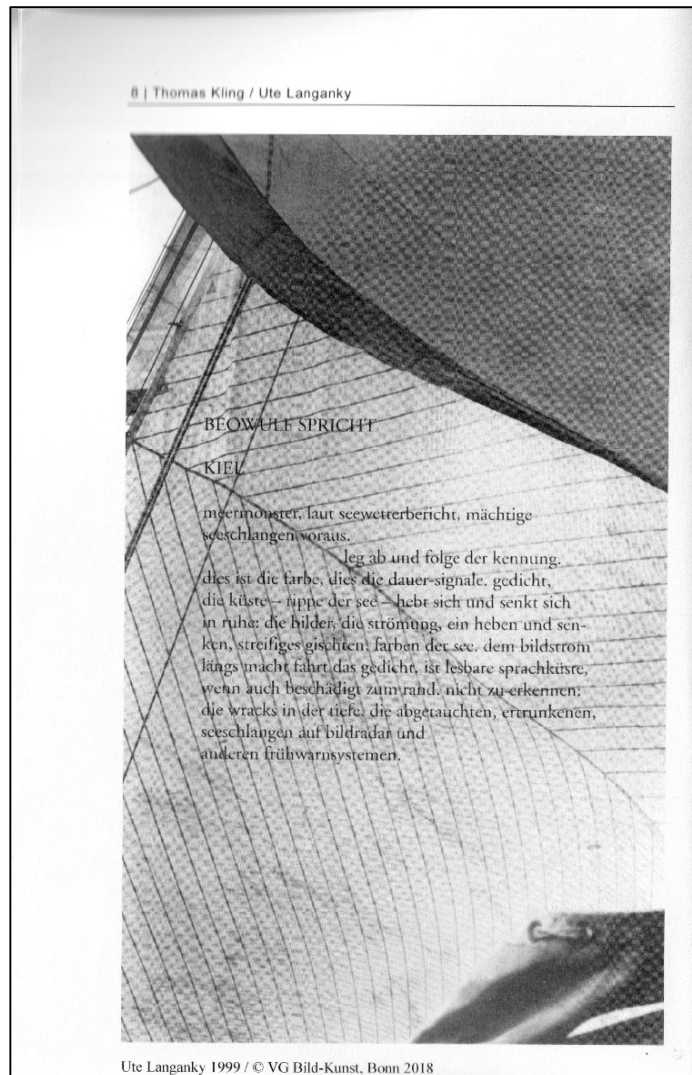 8 | Thomas Kling / Ute Langanky
BEOWULF SPRICHT
KIEL
meermonster, laut seewetterbericht, mächtige
seeschlangen voraus.
leg ab und folge der kennung.
dies ist die farbe, dies die dauer-signale. gedicht,
die küste – rippe der see – hebt sich und senkt sich
in ruhe: die bilder, die strömung, ein heben und sen-
ken, streifiges gischten; farben der see. dem bildstrom
längs macht fahrt das gedicht, ist lesbare sprachküste,
wenn auch beschädigt zum rand. nicht zu erkennen:
die wracks in der tiefe, die abgetauchten, ertrunkenen,
seeschlangen auf bildradar und
anderen frühwarnsystemen.
Ute Langanky 1999 / © VG Bild-Kunst, Bonn 2018